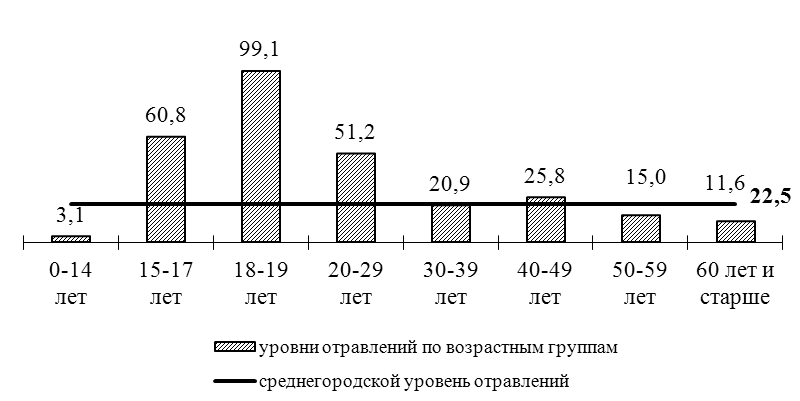 99,1
60,8
51,2
25,8
20,9
15,0
11,6
22,5
3,1
0-14 15-17 18-19 20-29 30-39 40-49 50-59 60 лет и
лет лет лет лет лет лет лет старше
уровни отравлений по возрастным группам
среднегородской уровень отравлений